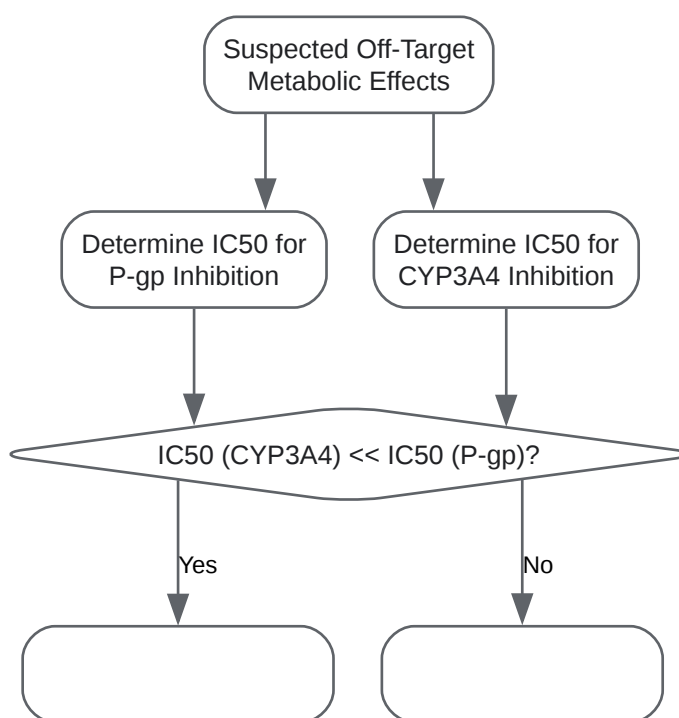 Suspected Off-Target
Metabolic Effects
Determine IC50 for
P-gp Inhibition
Determine IC50 for
CYP3A4 Inhibition
IC50 (CYP3A4) << IC50 (P-gp)?
Yes
No